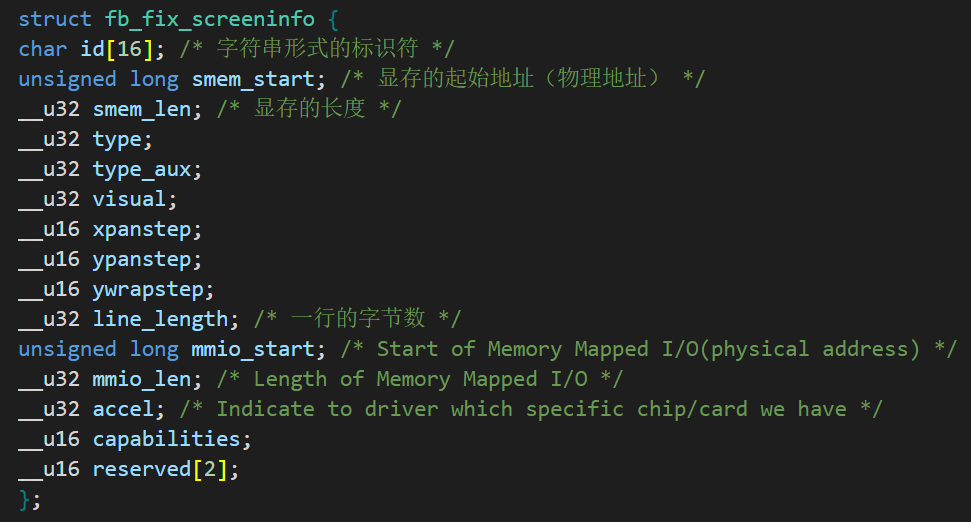 struct fb_fix_screeninfo {
char id[16]; /* 字符串形式的标识符 */
unsigned long smem_start; /* 显存的起始地址（物理地址） */
__u32 smem_len; /* 显存的长度 */
__u32 type;
__u32 type_aux;
__u32 visual;
__u16 xpanstep;
__u16 ypanstep;
__u16 ywrapstep;
__u32 line_length; /* 一行的字节数 */
unsigned long mmio_start; /* Start of Memory Mapped I/O(physical address) */
__u32 mmio_len; /* Length of Memory Mapped I/O */
__u32 accel; /* Indicate to driver which specific chip/card we have */
__u16 capabilities;
__u16 reserved[2];
};